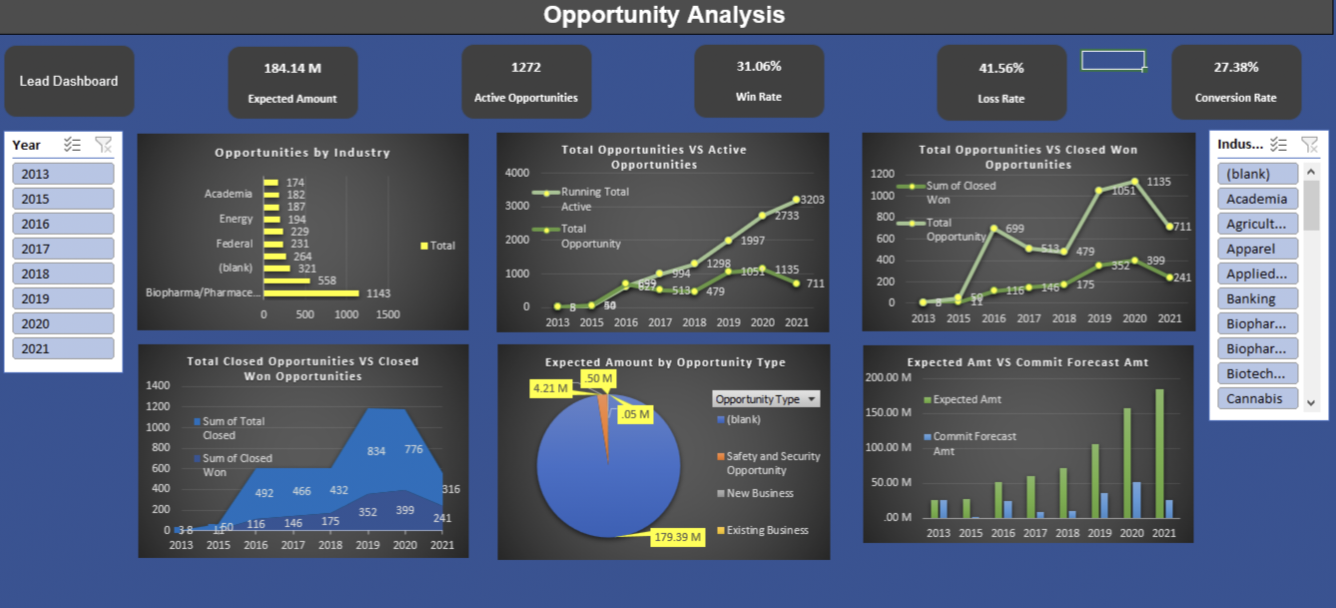 Opportunity Analysis
Lead Dashboard
184.14 M
Expected Amount
1272
Active Opportunities
31.06%
Win Rate
41.56%
Loss Rate
27.38%
Conversion Rate
Year
2013
2015
2016
2017
2018
2019
2020
2021
Opportunities by Industry
174
Academia 182
187
Energy 194
229
Federal 231
264
(blank) 321
558
Biopharma/Pharmace... 1143
0 500 1000 1500
Total
Total Opportunities VS Active
Opportunities
4000
3000
2000
1000
0
Running Total
Active
Total
Opportunity
8
994
1298
1997
2733
3203
513
479
1051
1135
711
2013 2015 2016 2017 2018 2019 2020 2021
Total Opportunities VS Closed Won
Opportunities
1200
1000
800
600
400
200
0
Sum of Closed
Won
Total
Opportunity
8
50
699
513
479
1051
1135
711
11
116
146
175
352
399
241
2013 2015 2016 2017 2018 2019 2020 2021
Indus...
(blank)
Academia
Agricult...
Apparel
Applied...
Banking
Biophar...
Biophar...
Biotech...
Cannabis
Total Closed Opportunities VS Closed
Won Opportunities
1400
1200
1000
800
600
400
200
0
Sum of Total
Closed
Sum of Closed
Won
492 466 432 834 776 316
3 8 50 116 146 175 352 399 241
2013 2015 2016 2017 2018 2019 2020 2021
Expected Amount by Opportunity Type
4.21 M
.50 M
.05 M
179.39 M
Opportunity Type
(blank)
Safety and Security
Opportunity
New Business
Existing Business
Expected Amt VS Commit Forecast Amt
200.00 M
150.00 M
100.00 M
50.00 M
.00 M
Expected Amt
Commit Forecast
Amt
2013 2015 2016 2017 2018 2019 2020 2021